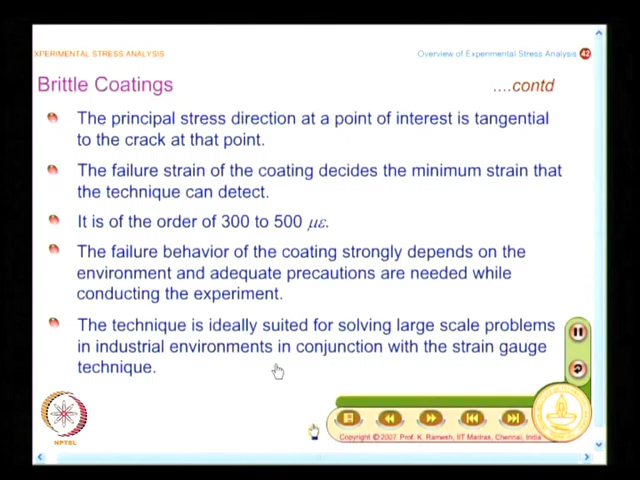 XPERIMENTAL STRESS ANALYSIS
Overview of Experimental Stress Analysis 42
Brittle Coatings
....contd
The principal stress direction at a point of interest is tangential
to the crack at that point.
The failure strain of the coating decides the minimum strain that
the technique can detect.
It is of the order of 300 to 500 με.
The failure behavior of the coating strongly depends on the
environment and adequate precautions are needed while
conducting the experiment.
The technique is ideally suited for solving large scale problems
in industrial environments in conjunction with the strain gauge
technique.
NPTEL
Copyright © 2007 Prof. K. Ramesh, IIT Madras, Chennai, India